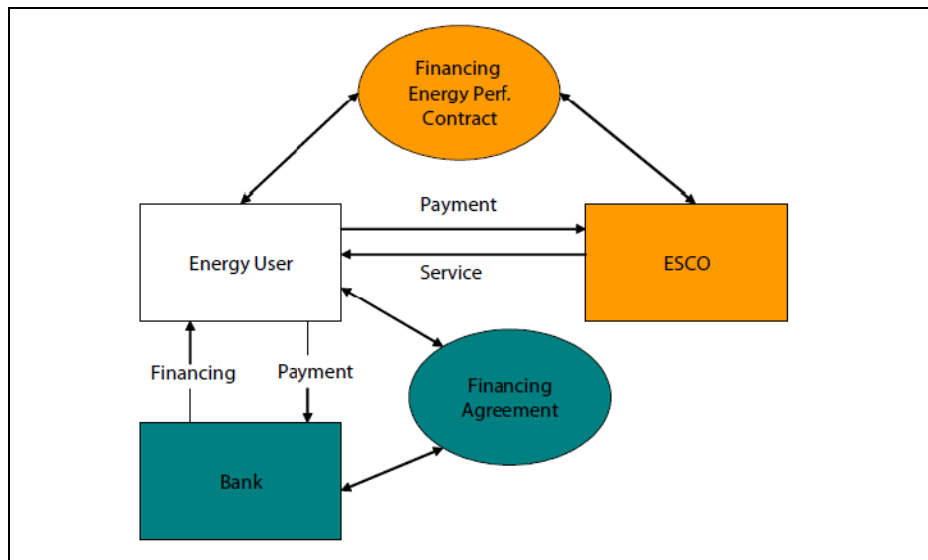 Financing
Energy Perf.
Contract
Payment
Energy User
ESCO
Service
Financing
Payment
Financing
Agreement
Bank